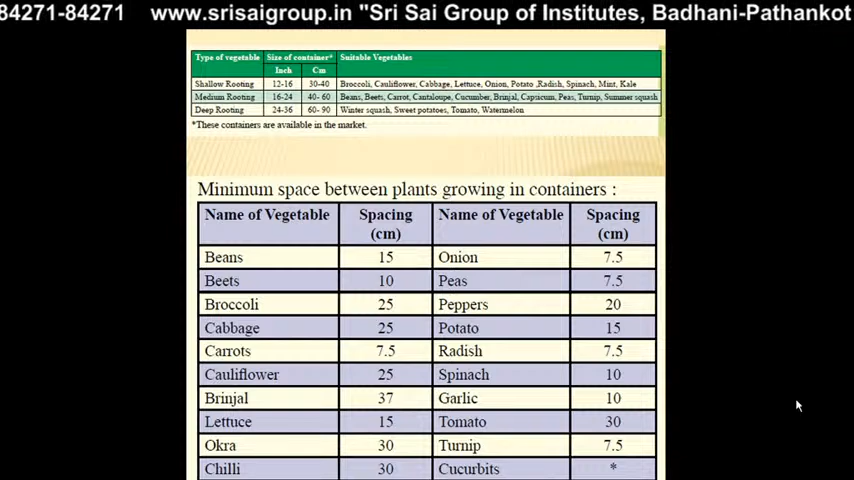 84271-84271 www.srisaigroup.in "Sri Sai Group of Institutes, Badhani-Pathankot
Type of vegetable Size of container* Suitable Vegetables
Inch Cm
Shallow Rooting 12-16 30-40 Broccoli, Cauliflower, Cabbage, Lettuce, Onion, Potato ,Radish, Spinach, Mint, Kale
Medium Rooting 16-24 40- 60 Beans, Beets, Carrot, Cantaloupe, Cucumber, Brinjal, Capsicum, Peas, Turnip, Summer squash
Deep Rooting 24-36 60- 90 Winter squash, Sweet potatoes, Tomato, Watermelon
*These containers are available in the market.
Minimum space between plants growing in containers :
Name of Vegetable Spacing (cm) Name of Vegetable Spacing (cm)
Beans 15 Onion 7.5
Beets 10 Peas 7.5
Broccoli 25 Peppers 20
Cabbage 25 Potato 15
Carrots 7.5 Radish 7.5
Cauliflower 25 Spinach 10
Brinjal 37 Garlic 10
Lettuce 15 Tomato 30
Okra 30 Turnip 7.5
Chilli 30 Cucurbits *